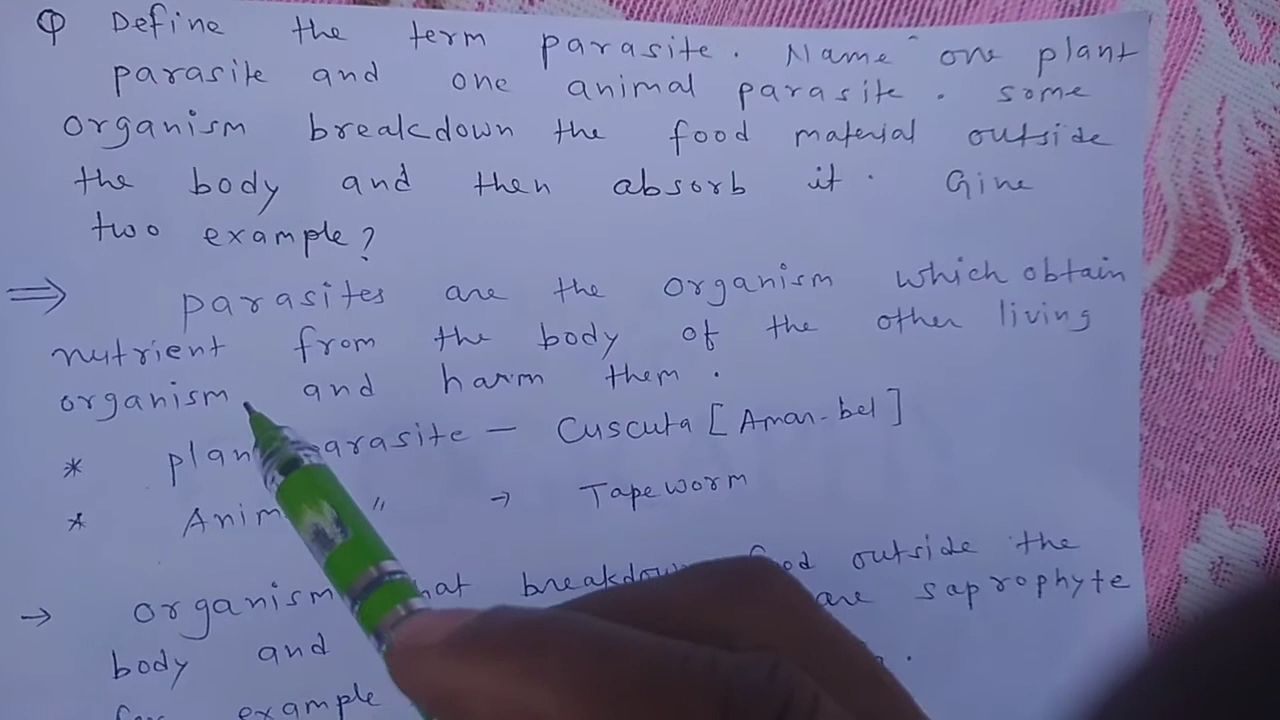 Q Define the term parasite. Name one plant
parasite and one animal parasite. some
organism breakdown the food material outside
the body and then absorb it. Give
two example?
⇒ parasites are the organism which obtain
nutrient from the body of the other living
organism and harm them.
* plan parasite — Cuscuta [Amar-bel]
* Anim " → Tapeworm
→ organism hat breakdown food outside the
body and are saprophyte
example